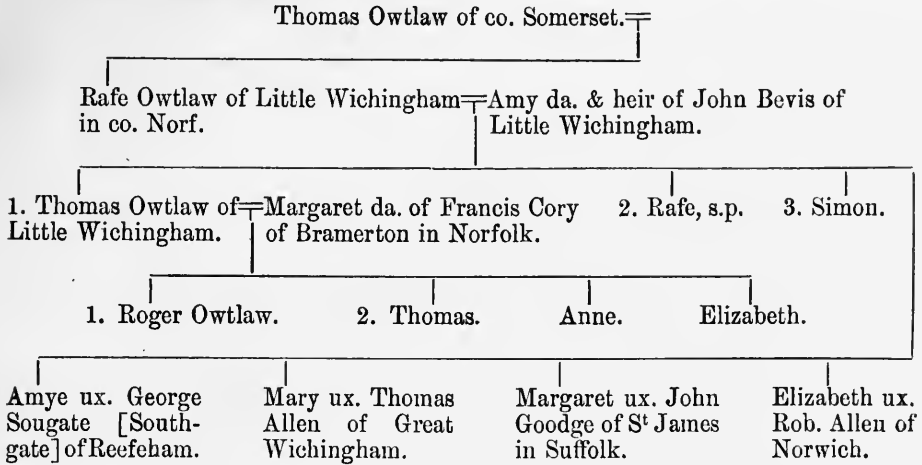 Thomas Owtlaw of co. Somerset.
Rafe Owtlaw of Little Wichingham
in co. Norf.
Amy da. & heir of John Bevis of
Little Wichingham.
1. Thomas Owtlaw of
Little Wichingham.
Margaret da. of Francis Cory
of Bramerton in Norfolk.
2. Rafe, s.p.
3. Simon.
1. Roger Owtlaw.
2. Thomas.
Anne.
Elizabeth.
Amye ux. George
Sougate [South-
gate] of Reefeham.
Mary ux. Thomas
Allen of Great
Wichingham.
Margaret ux. John
Goodge of St James
in Suffolk.
Elizabeth ux.
Rob. Allen of
Norwich.